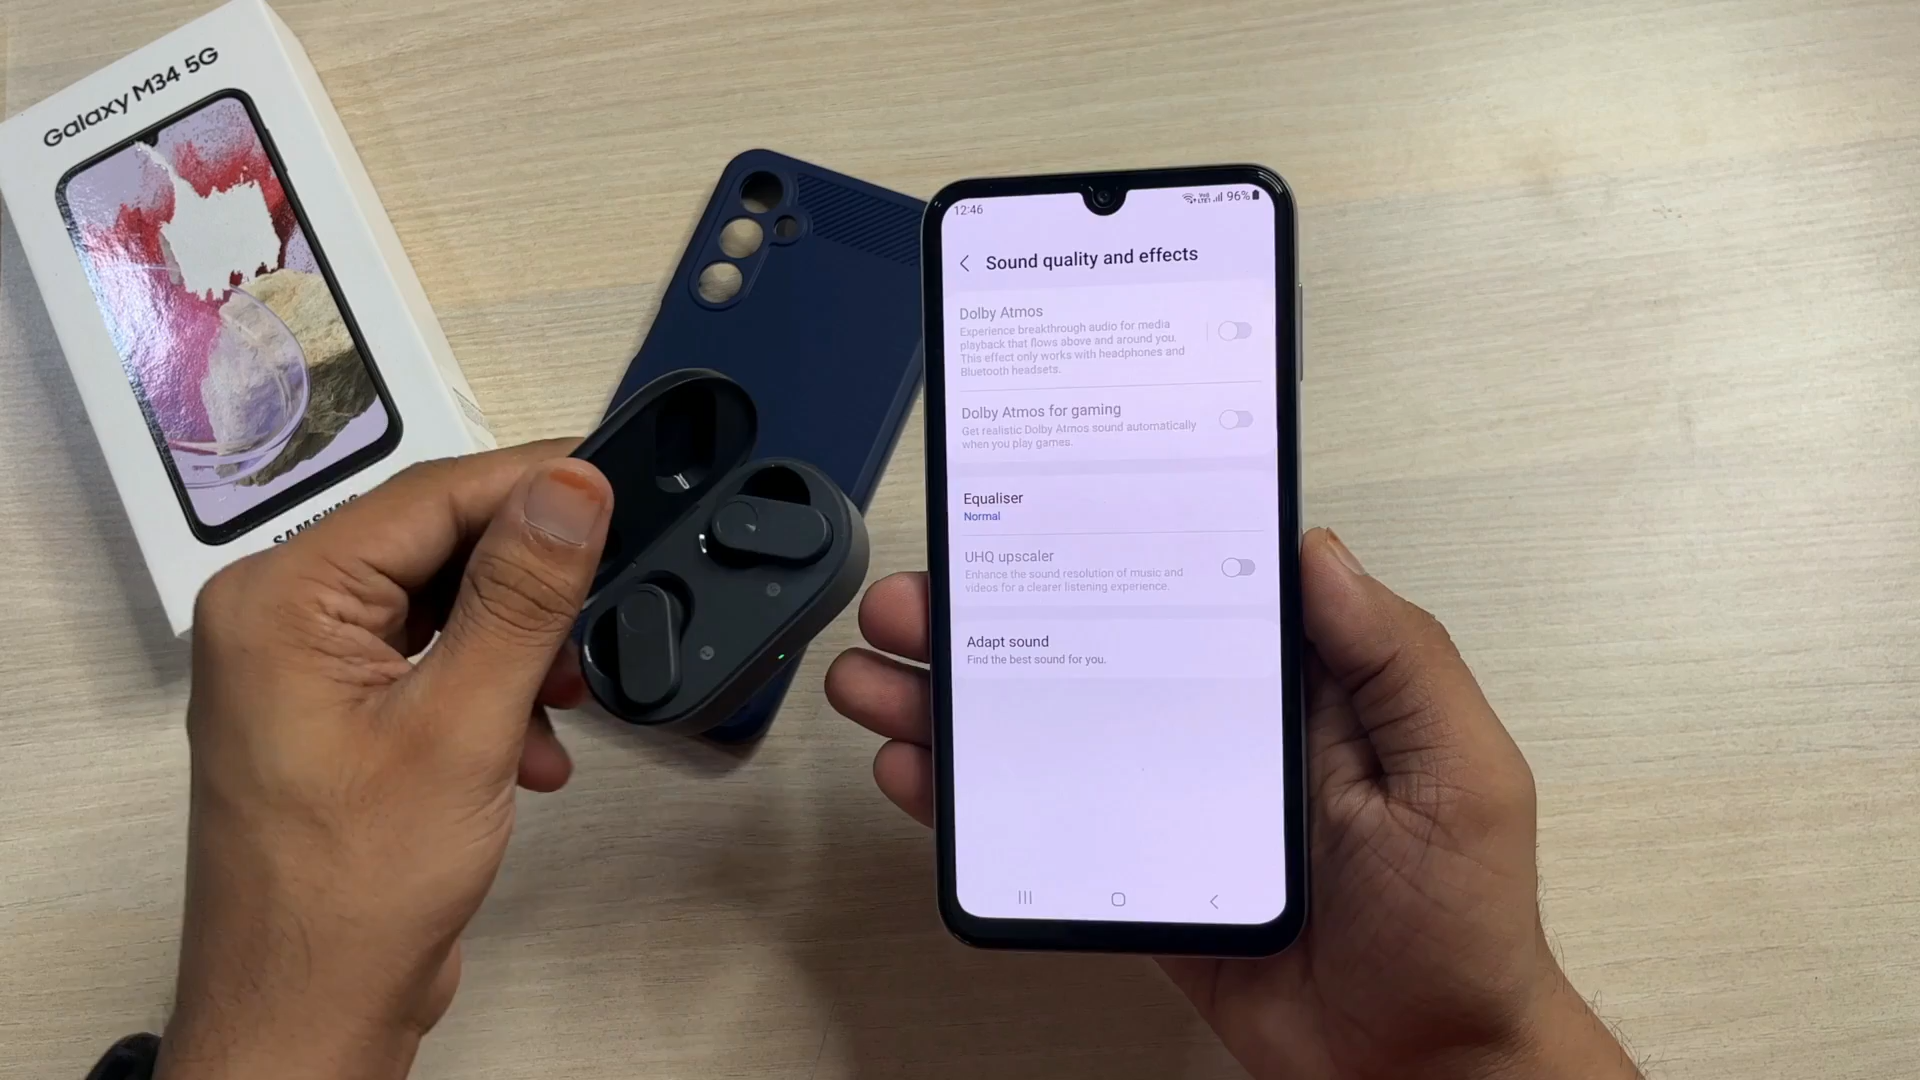 Galaxy M34 5G
SAMSUNG
12:46
Vo)
LTE1
96%
Sound quality and effects
Dolby Atmos
Experience breakthrough audio for media
playback that flows above and around you.
This effect only works with headphones and
Bluetooth headsets.
Dolby Atmos for gaming
Get realistic Dolby Atmos sound automatically
when you play games.
Equaliser
Normal
UHQ upscaler
Enhance the sound resolution of music and
videos for a clearer listening experience.
Adapt sound
Find the best sound for you.